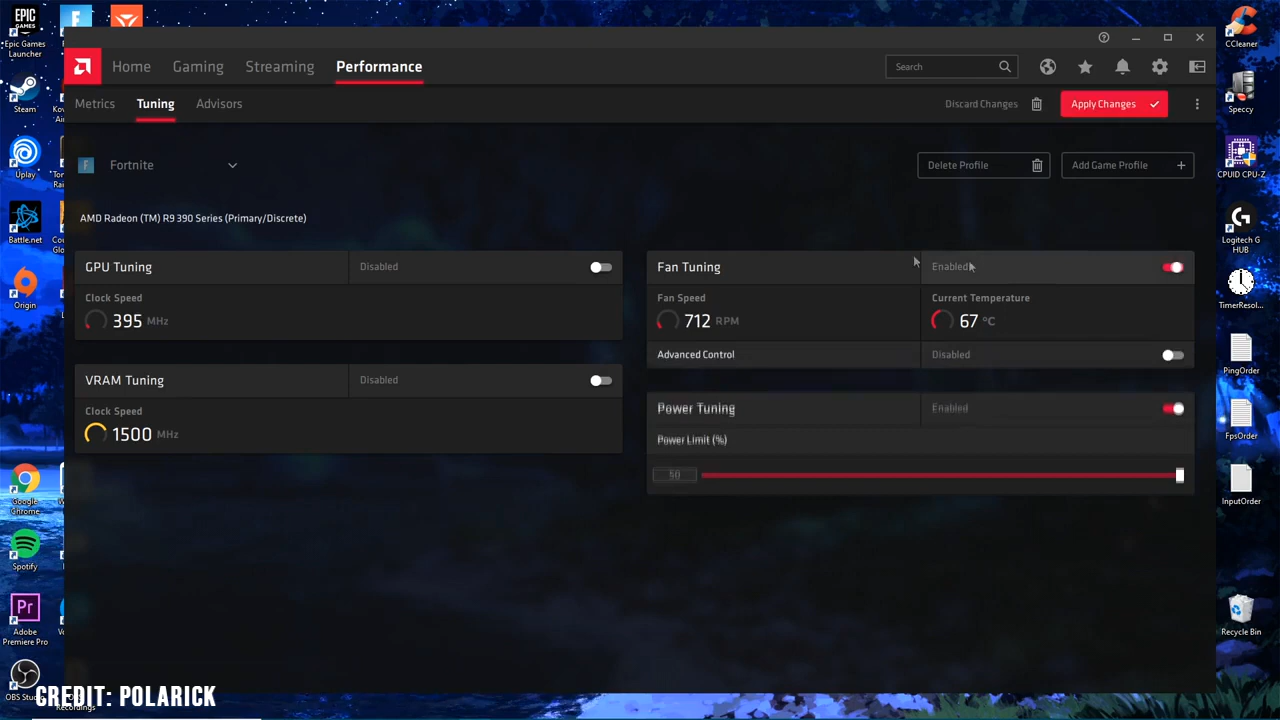 Epic Games
Launcher
Steam
Uplay
Battle.net
Origin
Google
Chrome
Spotify
Pr
Adobe
Premiere Pro
OBS
CREDIT: POLARICK
Home
Gaming
Streaming
Performance
Search
Metrics
Tuning
Advisors
Discard Changes
Apply Changes
Fortnite
Delete Profile
Add Game Profile
AMD Radeon (TM) R9 390 Series (Primary/Discrete)
GPU Tuning
Disabled
Clock Speed
395 MHz
VRAM Tuning
Disabled
Clock Speed
1500 MHz
Fan Tuning
Enabled
Fan Speed
712 RPM
Current Temperature
67 °C
Advanced Control
Disabled
Power Tuning
Enabled
Power Limit (%)
50
CCleaner
Speccy
CPUID CPU-Z
Logitech G
HUB
TimerResol...
PingOrder
FpsOrder
InputOrder
Recycle Bin